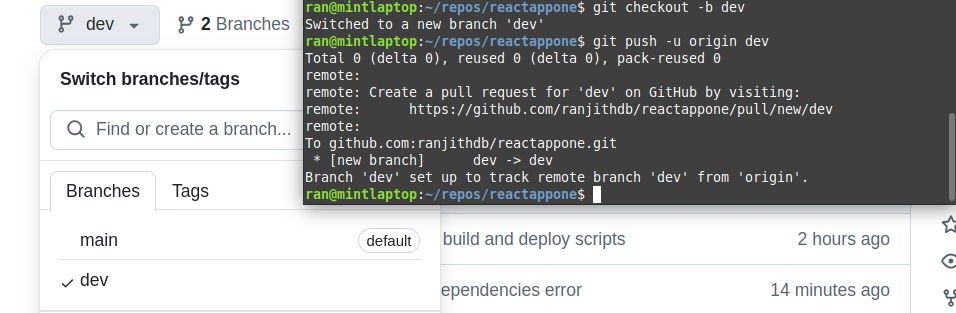 dev
2 Branches
Switch branches/tags
Find or create a branch...
Branches
Tags
main
default
dev
ran@mintlaptop:~/repos/reactappone$ git checkout -b dev
Switched to a new branch 'dev'
ran@mintlaptop:~/repos/reactappone$ git push -u origin dev
Total 0 (delta 0), reused 0 (delta 0), pack-reused 0
remote:
remote: Create a pull request for 'dev' on GitHub by visiting:
remote:      https://github.com/ranjithdb/reactappone/pull/new/dev
remote:
To github.com:ranjithdb/reactappone.git
 * [new branch]      dev -> dev
Branch 'dev' set up to track remote branch 'dev' from 'origin'.
ran@mintlaptop:~/repos/reactappone$
build and deploy scripts
2 hours ago
ependencies error
14 minutes ago